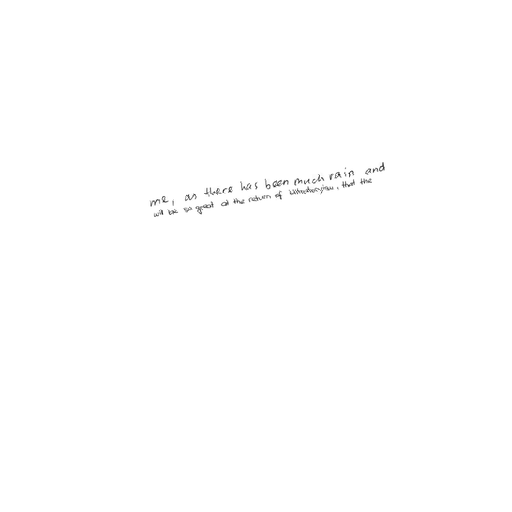 me, as there has been much rain and
will be so great at the return of that the